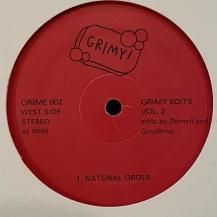 GRIMY!
GRIME 002
WEST SIDE
STEREO
45 RPM
GRIMY EDITS
VOL. 2
edits by Zernell and
Goodking
1. NATURAL ORDER